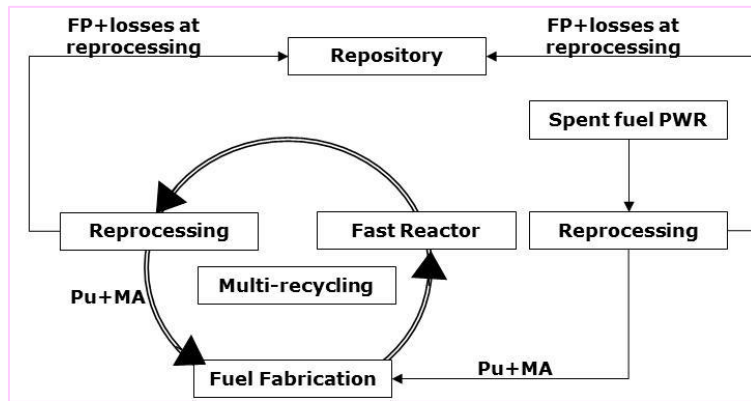 FP+losses at
reprocessing
FP+losses at
reprocessing
Repository
Spent fuel PWR
Reprocessing
Fast Reactor
Reprocessing
Multi-recycling
Pu+MA
Pu+MA
Fuel Fabrication